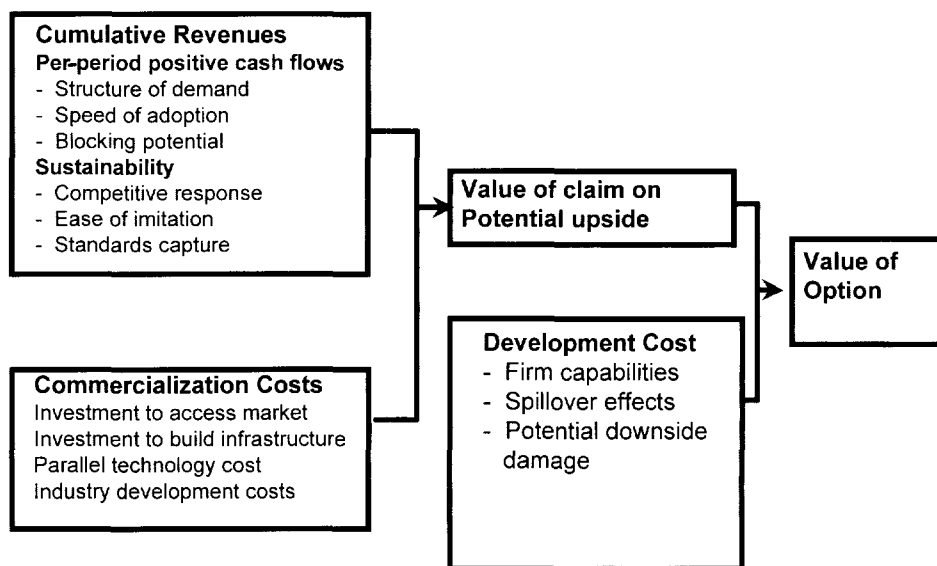 Cumulative Revenues
Per-period positive cash flows
- Structure of demand
- Speed of adoption
- Blocking potential
Sustainability
- Competitive response
- Ease of imitation
- Standards capture
Commercialization Costs
Investment to access market
Investment to build infrastructure
Parallel technology cost
Industry development costs
Value of claim on
Potential upside
Development Cost
- Firm capabilities
- Spillover effects
- Potential downside
damage
Value of
Option